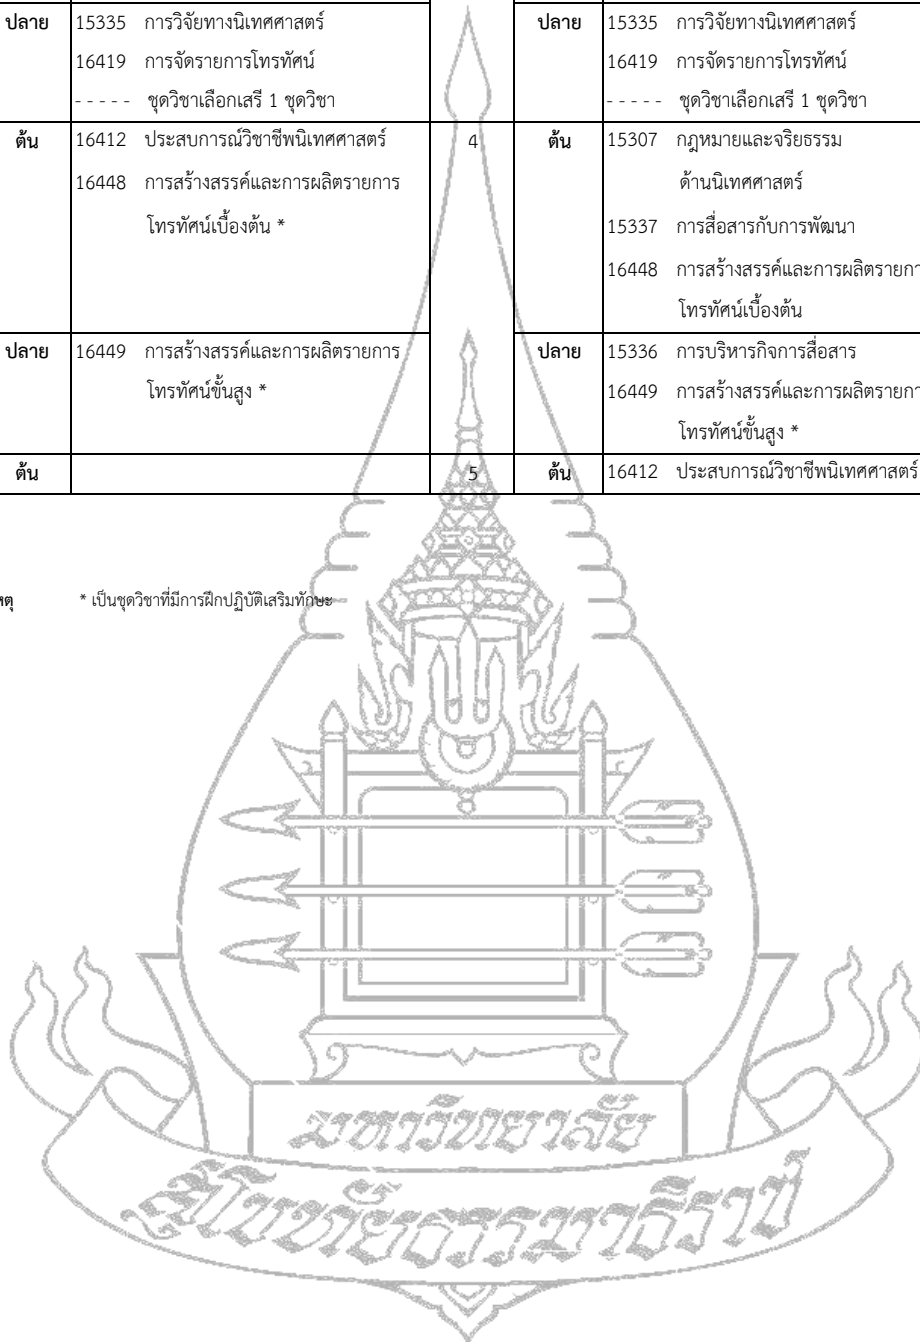 ปลาย 15335 การวิจัยทางนิเทศศาสตร์ ปลาย 15335 การวิจัยทางนิเทศศาสตร์
16419 การจัดรายการโทรทัศน์ 16419 การจัดรายการโทรทัศน์
- - - - - ชุดวิชาเลือกเสรี 1 ชุดวิชา - - - - - ชุดวิชาเลือกเสรี 1 ชุดวิชา
ต้น 16412 ประสบการณ์วิชาชีพนิเทศศาสตร์ 4 ต้น 15307 กฎหมายและจริยธรรม
16448 การสร้างสรรค์และการผลิตรายการ ด้านนิเทศศาสตร์
โทรทัศน์เบื้องต้น * 15337 การสื่อสารกับการพัฒนา
16448 การสร้างสรรค์และการผลิตรายกา
โทรทัศน์เบื้องต้น
ปลาย 16449 การสร้างสรรค์และการผลิตรายการ ปลาย 15336 การบริหารกิจการสื่อสาร
โทรทัศน์ขั้นสูง * 16449 การสร้างสรรค์และการผลิตรายกา
โทรทัศน์ขั้นสูง *
ต้น 5 ต้น 16412 ประสบการณ์วิชาชีพนิเทศศาสตร์
ตุ * เป็นชุดวิชาที่มีการฝึกปฏิบัติเสริมทักษะ
มหาวิทยาลัย
สุโขทัยธรรมาธิราช